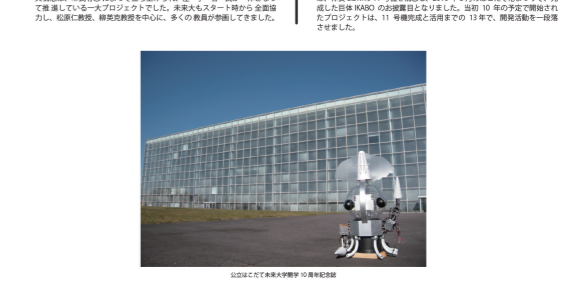 て推進している一大プロジェクトでした。未来大もスタート時から全面協
力し、松原仁教授、柳英克教授を中心に、多くの教員が参画してきました。
成した巨体 IKABO のお披露目となりました。当初 10 年の予定で開始され
たプロジェクトは、11 号機完成と活用までの 13 年で、開発活動を一段落
させました。
公立はこだて未来大学開学 10 周年記念誌